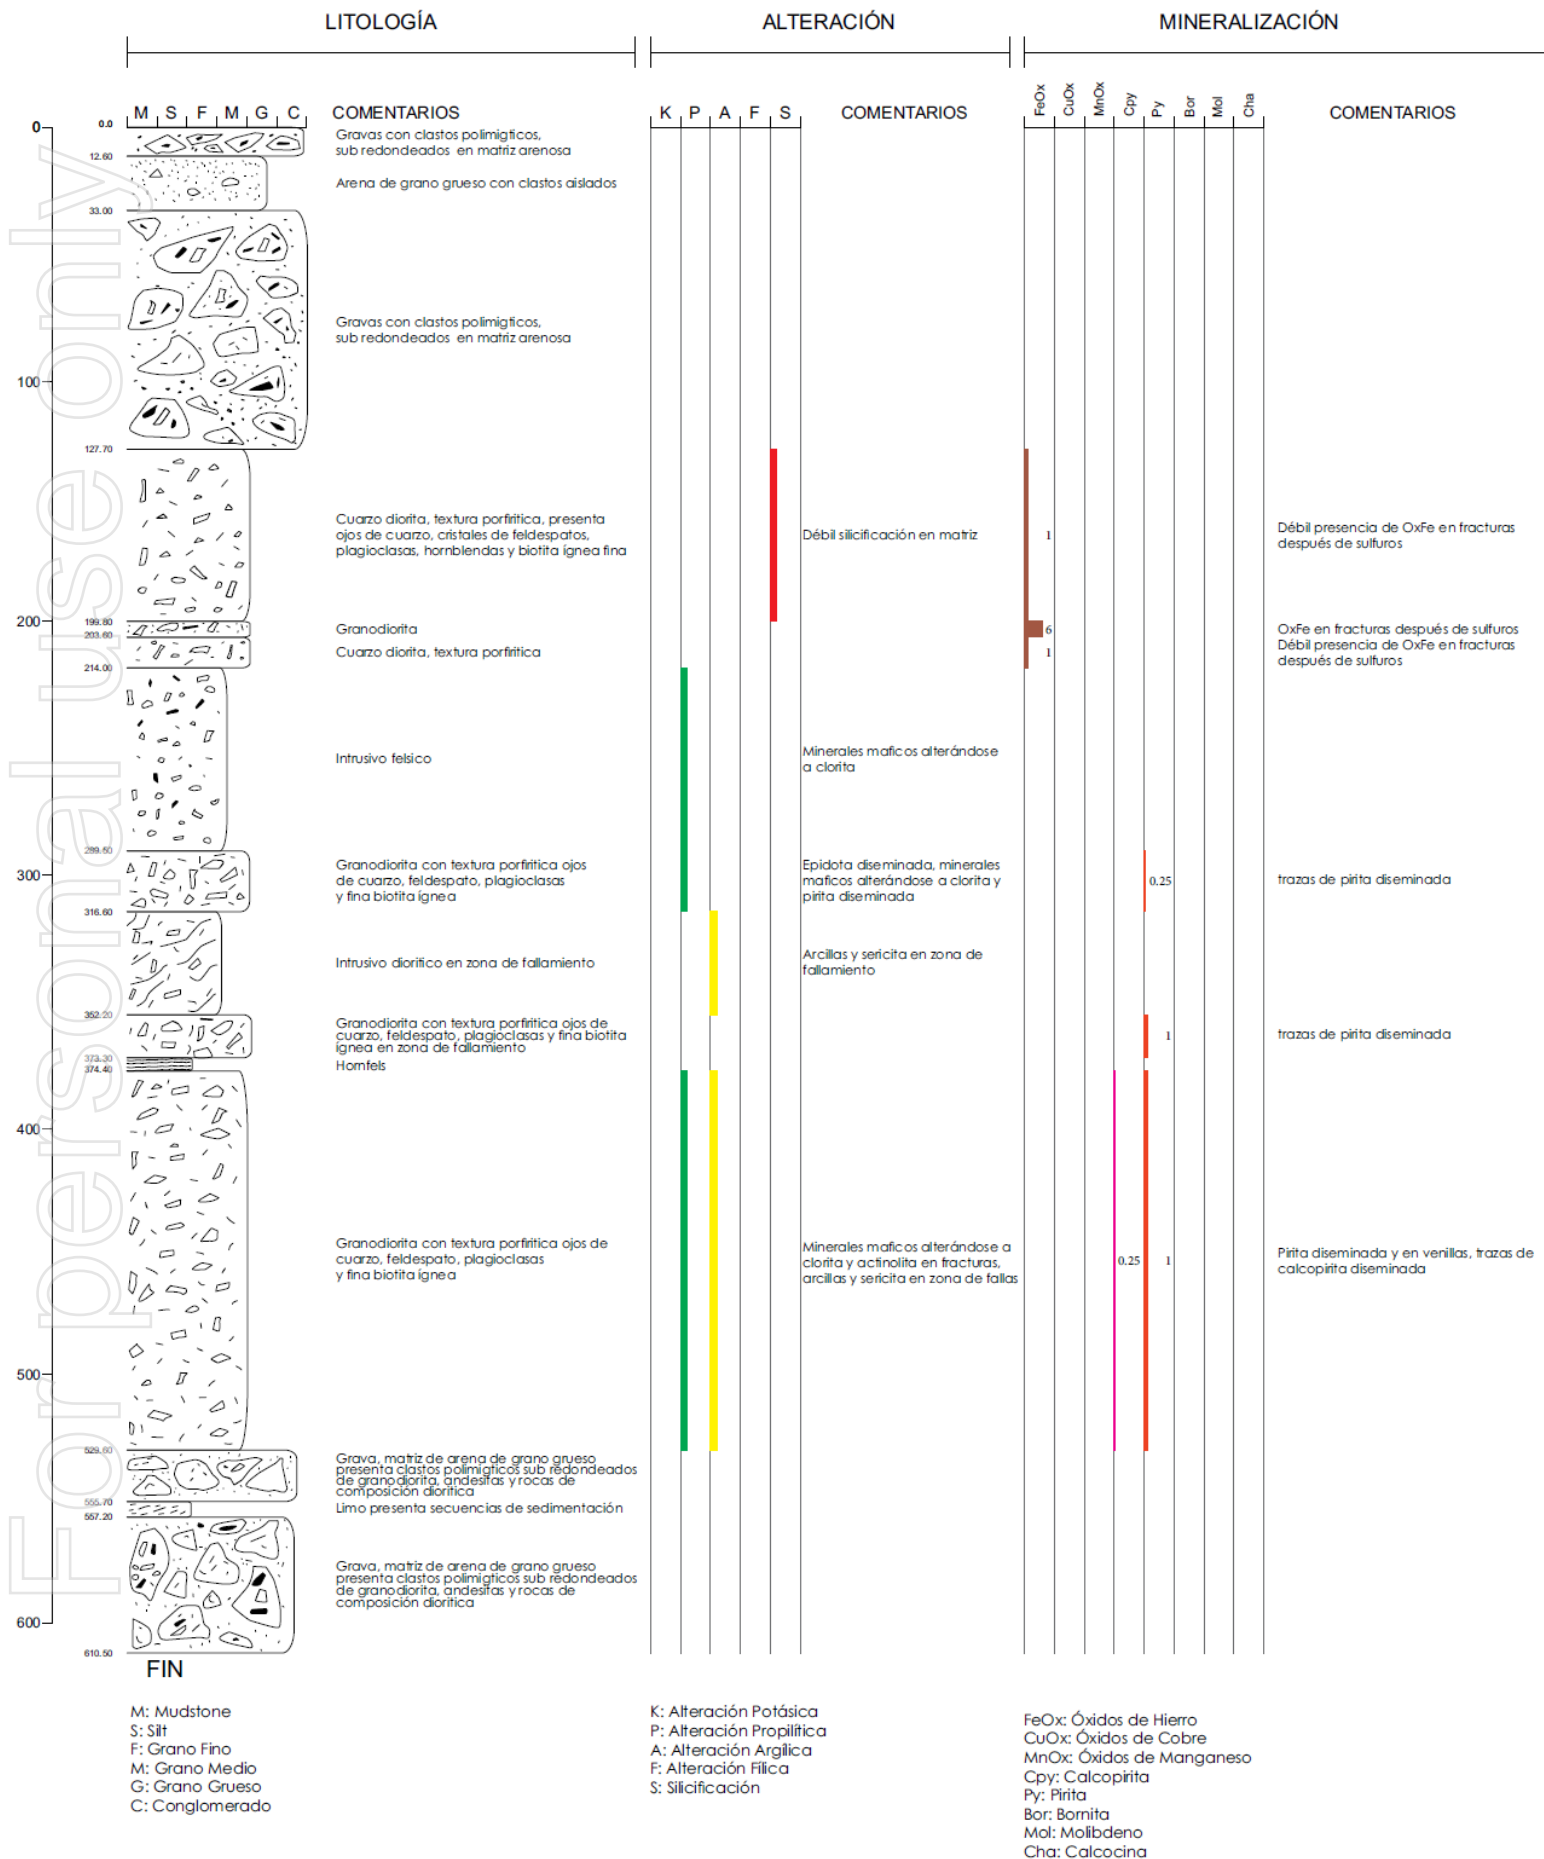 LITOLOGÍA
ALTERACIÓN
MINERALIZACIÓN
M S F M G C
COMENTARIOS
K P A F S
COMENTARIOS
FeOx CuOx MnOx Cpy Py Bor Mol Cha
COMENTARIOS
For personal use only
0
100
200
300
400
500
600
0.0
Gravas con clastos polimigticos,
sub redondeados en matriz arenosa
12.60
Arena de grano grueso con clastos aislados
33.00
Gravas con clastos polimigticos,
sub redondeados en matriz arenosa
127.70
Cuarzo diorita, textura porfiritica, presenta
ojos de cuarzo, cristales de feldespatos,
plagioclasas, hornblendas y biotita ígnea fina
Débil silicificación en matriz
1
Débil presencia de OxFe en fracturas
después de sulfuros
199.80
Granodiorita
6
OxFe en fracturas después de sulfuros
203.60
Cuarzo diorita, textura porfiritica
1
Débil presencia de OxFe en fracturas
después de sulfuros
214.00
Intrusivo felsico
Minerales maficos alterándose
a clorita
289.50
Granodiorita con textura porfiritica ojos
de cuarzo, feldespato, plagioclasas
y fina biotita ígnea
Epidota diseminada, minerales
maficos alterándose a clorita y
pirita diseminada
0.25
trazas de pirita diseminada
316.60
Intrusivo dioritico en zona de fallamiento
Arcillas y sericita en zona de
fallamiento
352.20
Granodiorita con textura porfiritica ojos de
cuarzo, feldespato, plagioclasas y fina biotita
ígnea en zona de fallamiento
1
trazas de pirita diseminada
373.30
Hornfels
374.40
Granodiorita con textura porfiritica ojos de
cuarzo, feldespato, plagioclasas
y fina biotita ígnea
Minerales maficos alterándose a
clorita y actinolita en fracturas,
arcillas y sericita en zona de fallas
0.25
1
Pirita diseminada y en venillas, trazas de
calcopirita diseminada
529.60
Grava, matriz de arena de grano grueso
presenta clastos polimigticos sub redondeados
de granodiorita, andesitas y rocas de
composición dioritica
555.70
Limo presenta secuencias de sedimentación
557.20
Grava, matriz de arena de grano grueso
presenta clastos polimigticos sub redondeados
de granodiorita, andesitas y rocas de
composición dioritica
610.50
FIN
M: Mudstone
S: Silt
F: Grano Fino
M: Grano Medio
G: Grano Grueso
C: Conglomerado
K: Alteración Potásica
P: Alteración Propilítica
A: Alteración Argílica
F: Alteración Fílica
S: Silicificación
FeOx: Óxidos de Hierro
CuOx: Óxidos de Cobre
MnOx: Óxidos de Manganeso
Cpy: Calcopirita
Py: Pirita
Bor: Bornita
Mol: Molibdeno
Cha: Calcocina